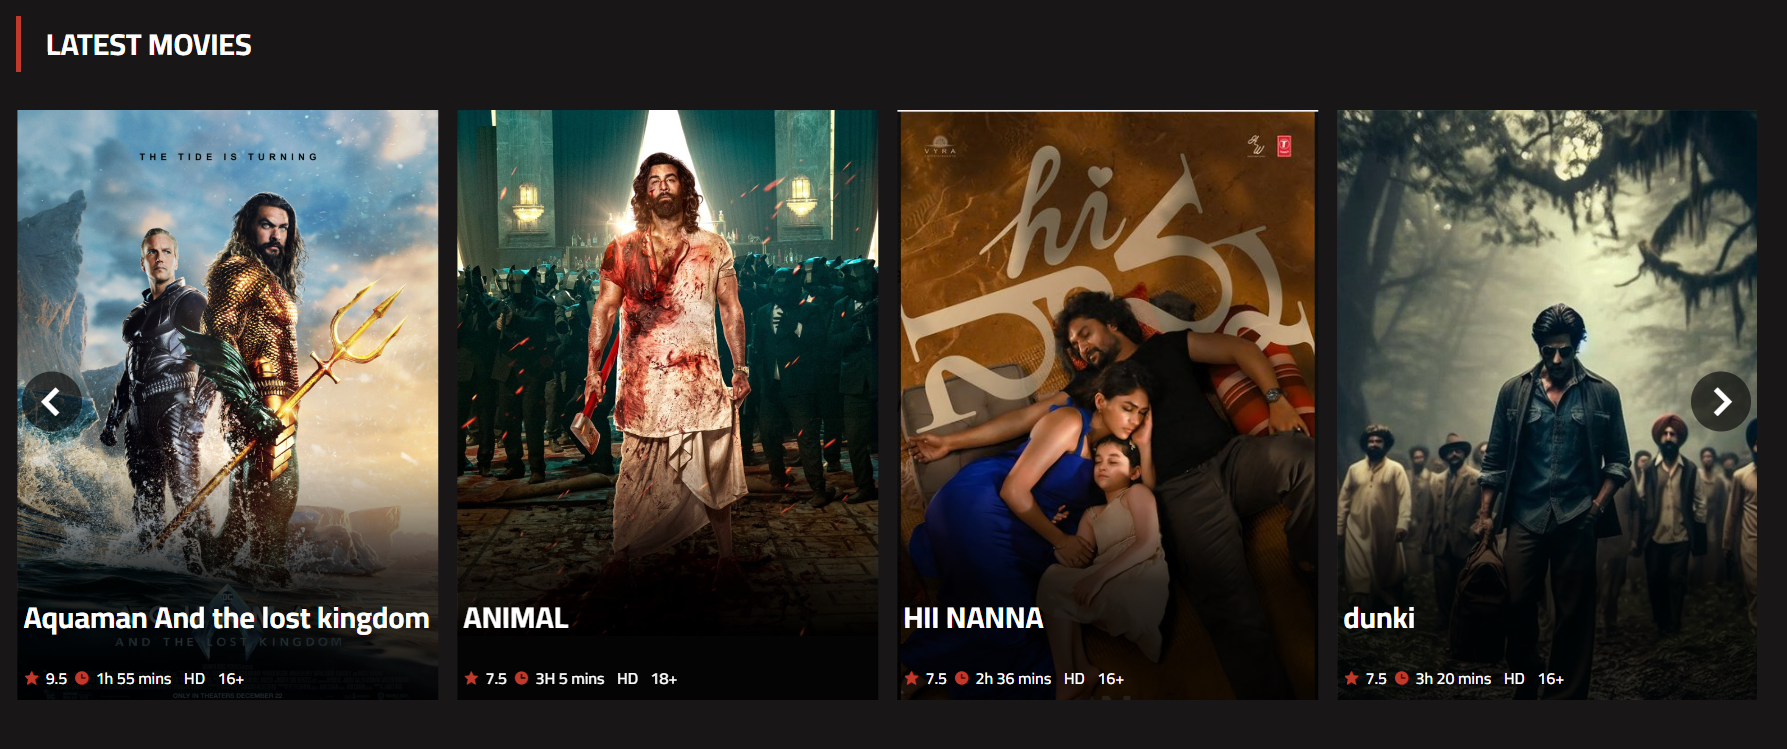 LATEST MOVIES
THE TIDE IS TURNING
Aquaman And the lost kingdom
AND THE LOST KINGDOM
9.5 1h 55 mins HD 16+
ONLY IN THEATERS DECEMBER 22
ANIMAL
7.5 3H 5 mins HD 18+
VYRA
hi
నాన్న
HII NANNA
7.5 2h 36 mins HD 16+
dunki
7.5 3h 20 mins HD 16+